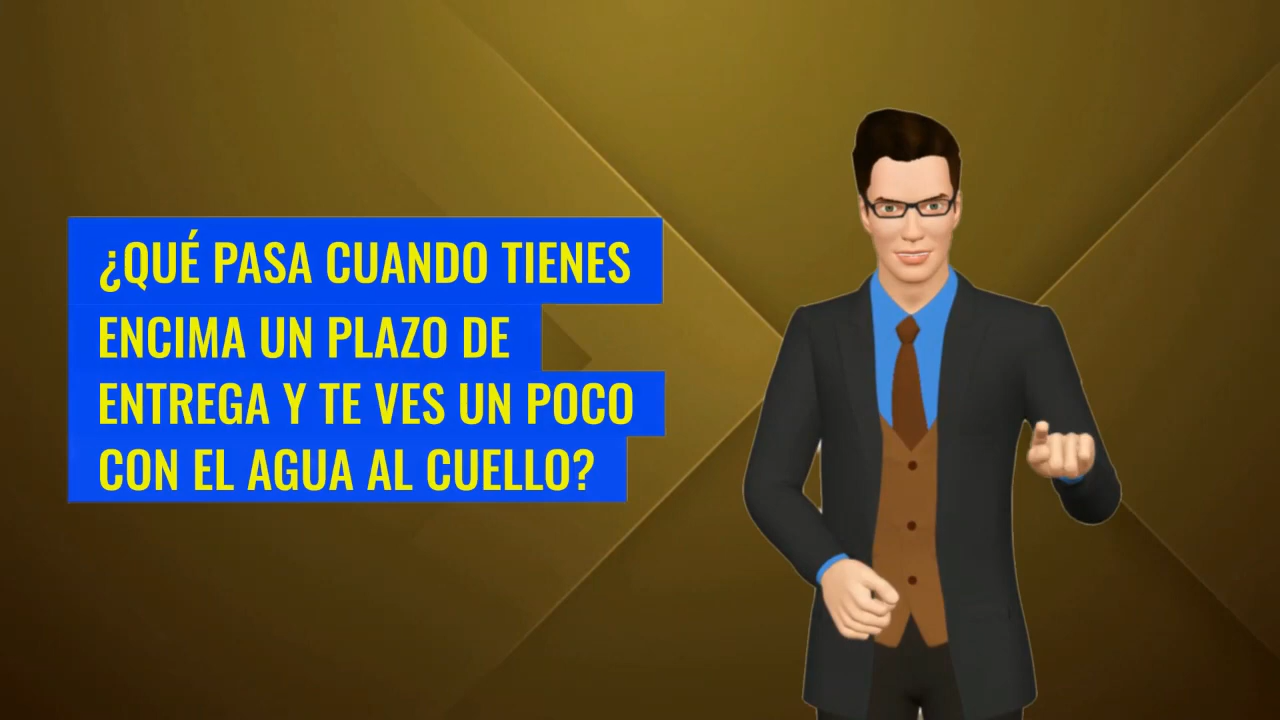 ¿QUÉ PASA CUANDO TIENES
ENCIMA UN PLAZO DE
ENTREGA Y TE VES UN POCO
CON EL AGUA AL CUELLO?